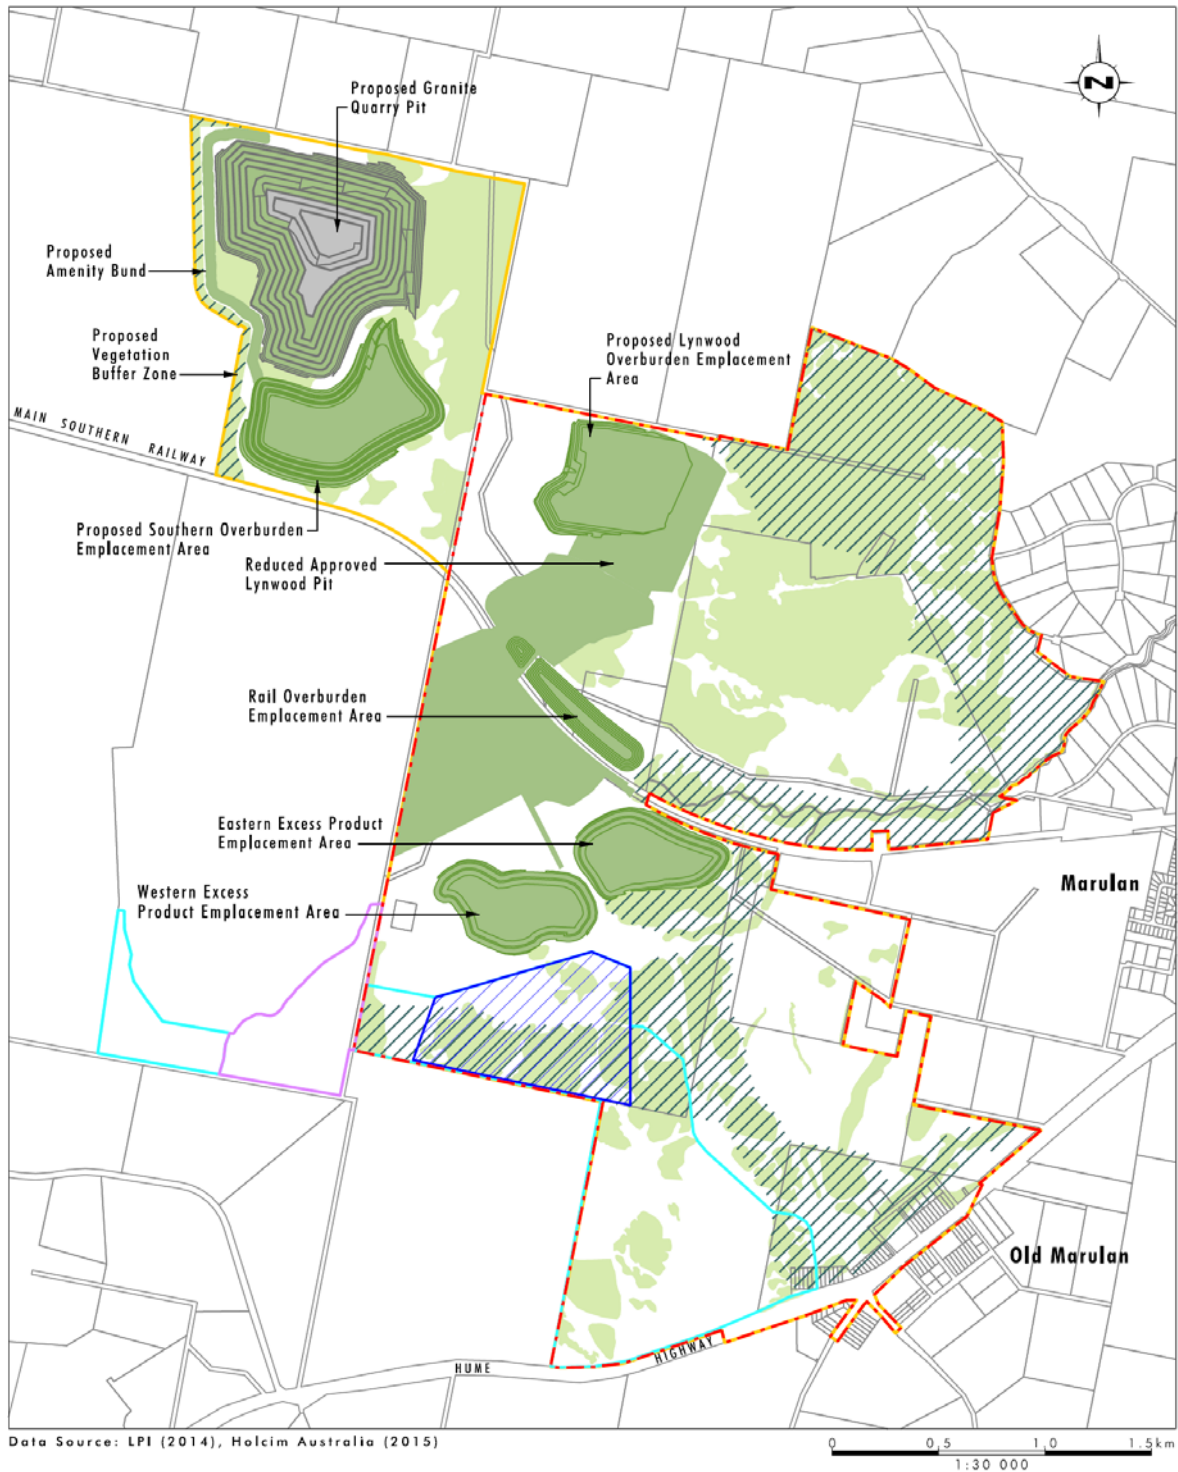 N
Proposed Granite
Quarry Pit
Proposed
Amenity Bund
Proposed
Vegetation
Buffer Zone
Proposed Lynwood
Overburden Emplacement
Area
MAIN SOUTHERN RAILWAY
Proposed Southern Overburden
Emplacement Area
Reduced Approved
Lynwood Pit
Rail Overburden
Emplacement Area
Eastern Excess Product
Emplacement Area
Western Excess
Product Emplacement Area
Marulan
Old Marulan
HUME HIGHWAY
Data Source: LPI (2014), Holcim Australia (2015)
0 0.5 1.0 1.5km
1:30 000